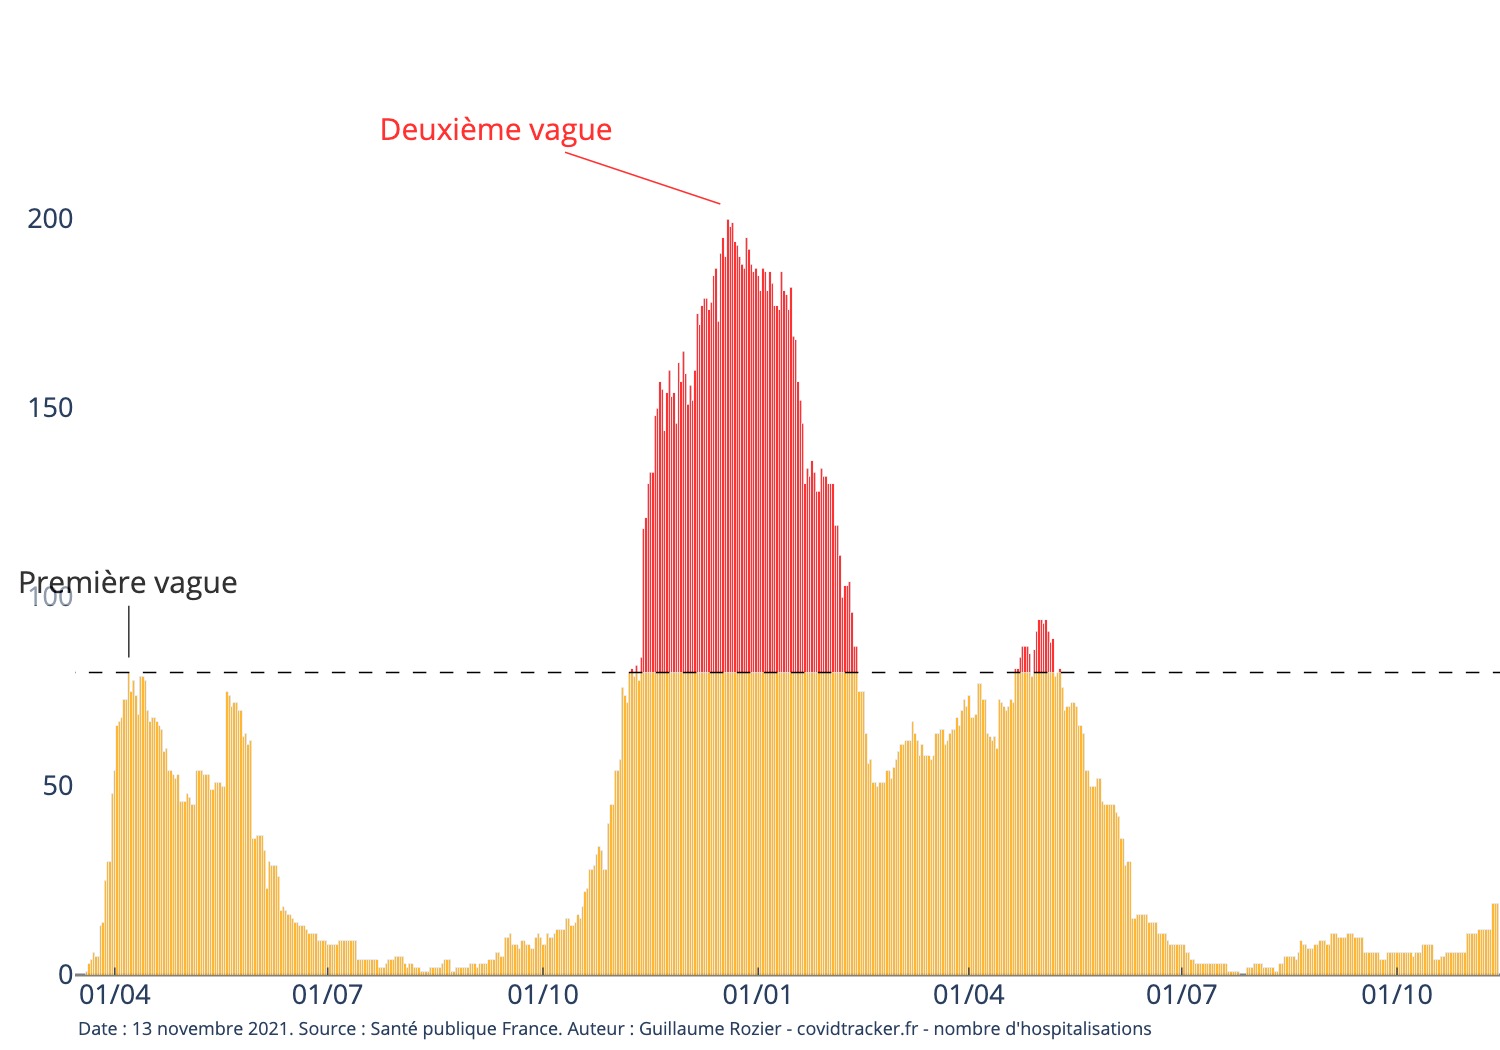 Deuxième vague
200
150
Première vague
100
50
0
01/04 01/07 01/10 01/01 01/04 01/07 01/10
Date : 13 novembre 2021. Source : Santé publique France. Auteur : Guillaume Rozier - covidtracker.fr - nombre d'hospitalisations